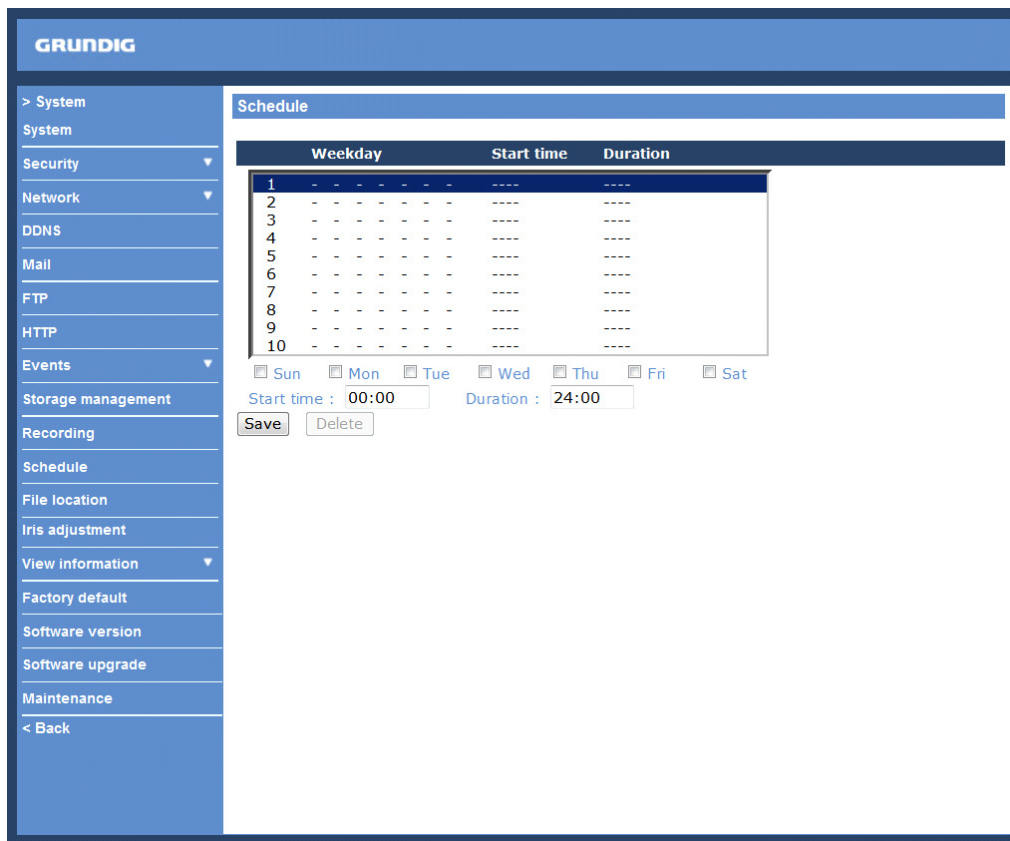 GRUNDIG
> System
System
Security
Network
DDNS
Mail
FTP
HTTP
Events
Storage management
Recording
Schedule
File location
Iris adjustment
View information
Factory default
Software version
Software upgrade
Maintenance
< Back
Schedule
Weekday Start time Duration
1 - - - - - - - ---- ----
2 - - - - - - - ---- ----
3 - - - - - - - ---- ----
4 - - - - - - - ---- ----
5 - - - - - - - ---- ----
6 - - - - - - - ---- ----
7 - - - - - - - ---- ----
8 - - - - - - - ---- ----
9 - - - - - - - ---- ----
10 - - - - - - - ---- ----
Sun Mon Tue Wed Thu Fri Sat
Start time : 00:00 Duration : 24:00
Save Delete